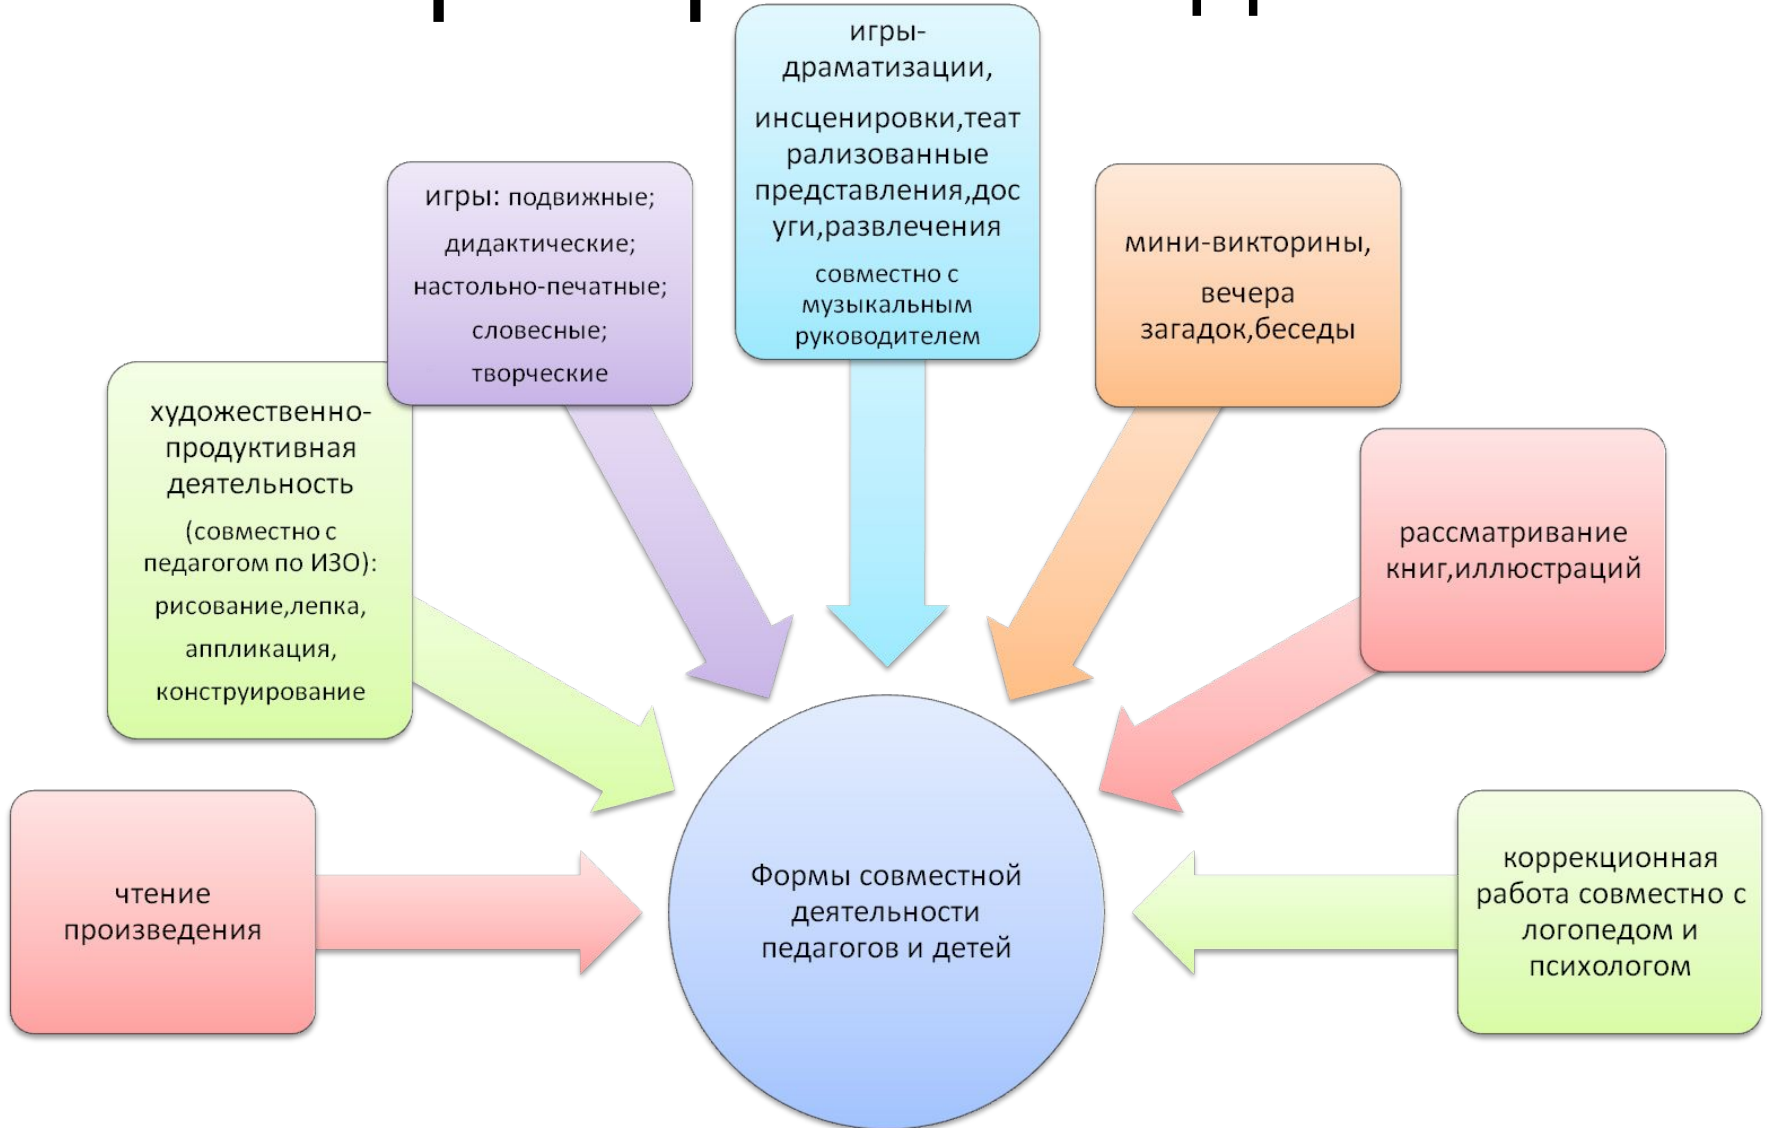 чтение
произведения
художественно-
продуктивная
деятельность
(совместно с
педагогом по ИЗО):
рисование,лепка,
аппликация,
конструирование
игры: подвижные;
дидактические;
настольно-печатные;
словесные;
творческие
игры-
драматизации,
инсценировки,теат
рализованные
представления,дос
уги,развлечения
совместно с
музыкальным
руководителем
мини-викторины,
вечера
загадок,беседы
рассматривание
книг,иллюстраций
коррекционная
работа совместно с
логопедом и
психологом
Формы совместной
деятельности
педагогов и детей